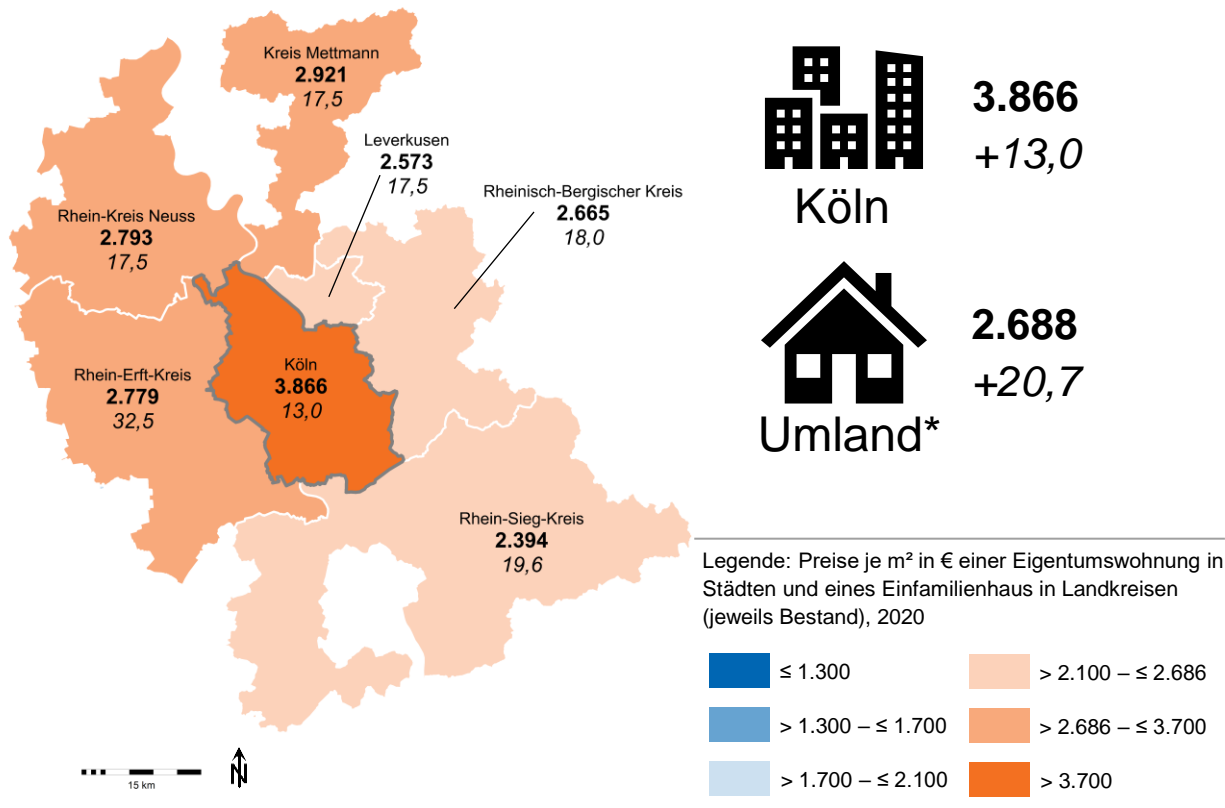 Kreis Mettmann
2.921
17,5
Leverkusen
2.573
17,5
Rheinisch-Bergischer Kreis
2.665
18,0
Rhein-Kreis Neuss
2.793
17,5
Rhein-Erft-Kreis
2.779
32,5
Köln
3.866
13,0
Rhein-Sieg-Kreis
2.394
19,6
15 km
N
3.866
+13,0
Köln
2.688
+20,7
Umland*
Legende: Preise je m² in € einer Eigentumswohnung in
Städten und eines Einfamilienhaus in Landkreisen
(jeweils Bestand), 2020
≤ 1.300
> 1.300 – ≤ 1.700
> 1.700 – ≤ 2.100
> 2.100 – ≤ 2.686
> 2.686 – ≤ 3.700
> 3.700